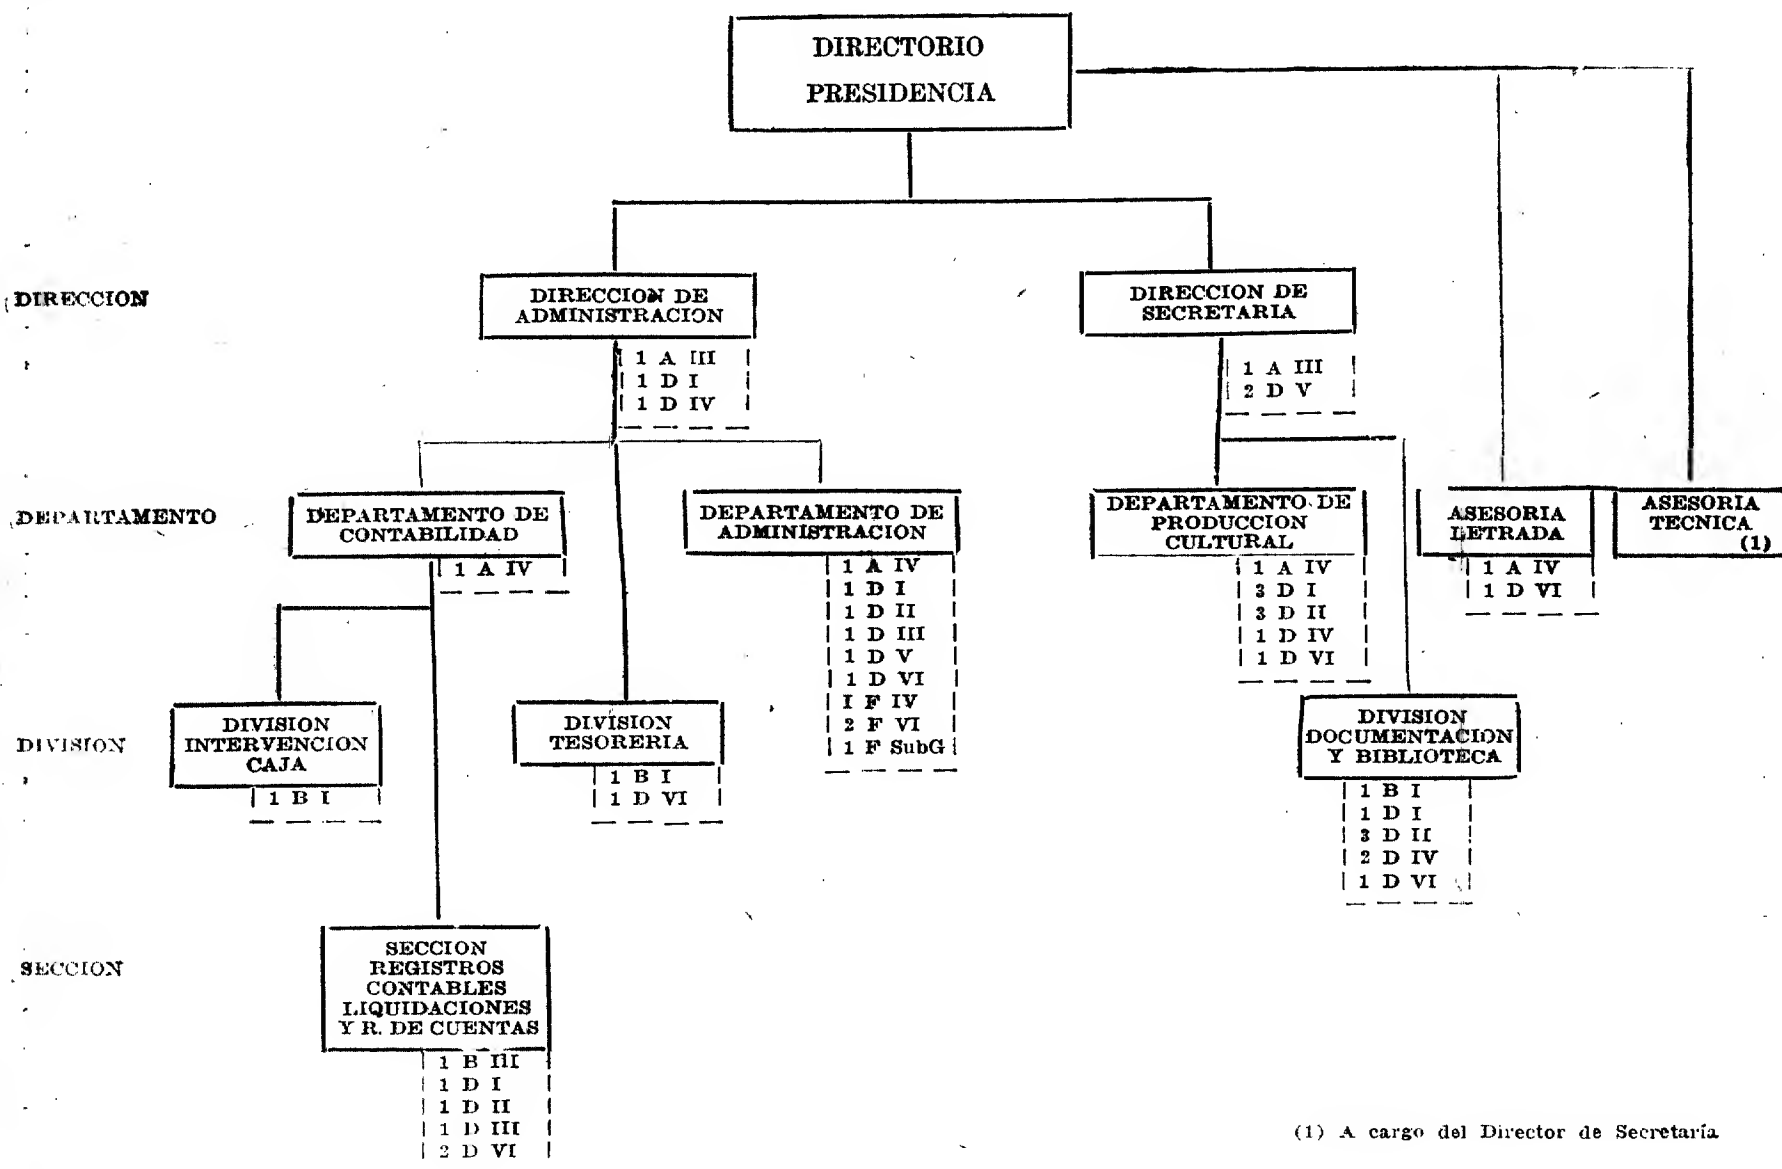 DIRECTORIO
PRESIDENCIA
DIRECCION
DIRECCION DE
ADMINISTRACION
1 A III
1 D I
1 D IV
DIRECCION DE
SECRETARIA
1 A III
2 D V
DEPARTAMENTO
DEPARTAMENTO DE
CONTABILIDAD
1 A IV
DEPARTAMENTO DE
ADMINISTRACION
1 A IV
1 D I
1 D II
1 D III
1 D V
1 D VI
I F IV
2 F VI
1 F SubG
DEPARTAMENTO DE
PRODUCCION
CULTURAL
1 A IV
3 D I
3 D II
1 D IV
1 D VI
ASESORIA
LETRADA
1 A IV
1 D VI
ASESORIA
TECNICA
(1)
DIVISION
DIVISION
INTERVENCION
CAJA
1 B I
DIVISION
TESORERIA
1 B I
1 D VI
DIVISION
DOCUMENTACION
Y BIBLIOTECA
1 B I
1 D I
3 D II
2 D IV
1 D VI
SECCION
SECCION
REGISTROS
CONTABLES
LIQUIDACIONES
Y R. DE CUENTAS
1 B III
1 D I
1 D II
1 D III
2 D VI
(1) A cargo del Director de Secretaría